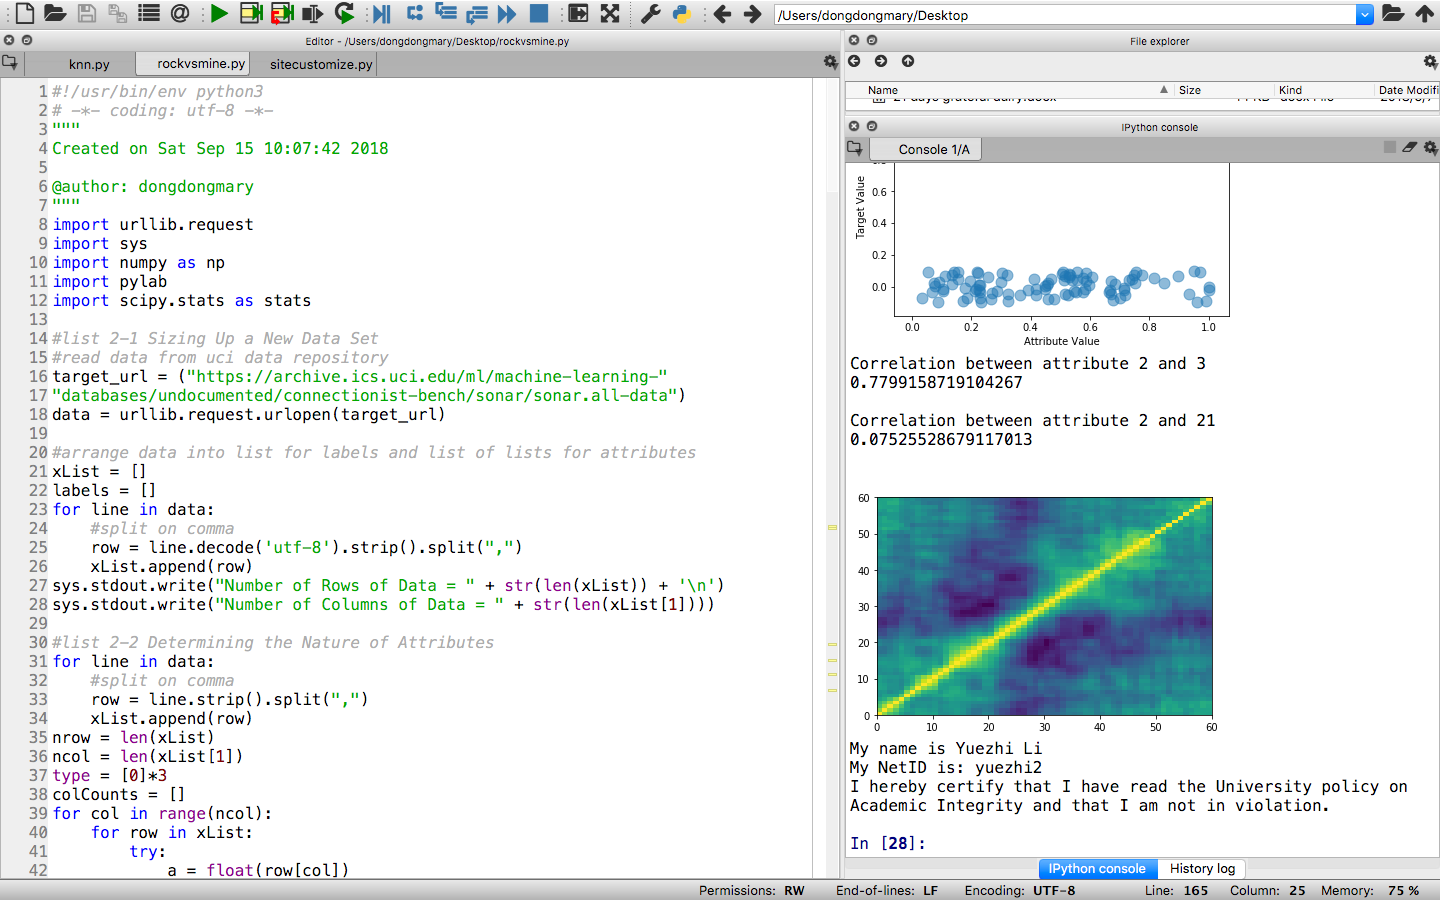 /Users/dongdongmary/Desktop
Editor - /Users/dongdongmary/Desktop/rockvsmine.py
knn.py
rockvsmine.py
sitecustomize.py
1 #!/usr/bin/env python3
2 # -*- coding: utf-8 -*-
3 """
4 Created on Sat Sep 15 10:07:42 2018
5
6 @author: dongdongmary
7 """
8 import urllib.request
9 import sys
10 import numpy as np
11 import pylab
12 import scipy.stats as stats
13
14 #list 2-1 Sizing Up a New Data Set
15 #read data from uci data repository
16 target_url = ("https://archive.ics.uci.edu/ml/machine-learning-"
17 "databases/undocumented/connectionist-bench/sonar/sonar.all-data")
18 data = urllib.request.urlopen(target_url)
19
20 #arrange data into list for labels and list of lists for attributes
21 xList = []
22 labels = []
23 for line in data:
24     #split on comma
25     row = line.decode('utf-8').strip().split(",")
26     xList.append(row)
27 sys.stdout.write("Number of Rows of Data = " + str(len(xList)) + '\n')
28 sys.stdout.write("Number of Columns of Data = " + str(len(xList[1])))
29
30 #list 2-2 Determining the Nature of Attributes
31 for line in data:
32     #split on comma
33     row = line.strip().split(",")
34     xList.append(row)
35 nrow = len(xList)
36 ncol = len(xList[1])
37 type = [0]*3
38 colCounts = []
39 for col in range(ncol):
40     for row in xList:
41         try:
42             a = float(row[col])
File explorer
Name Size Kind Date Modifi
IPython console
Console 1/A
0.6
0.4
0.2
0.0
Target Value
0.0 0.2 0.4 0.6 0.8 1.0
Attribute Value
Correlation between attribute 2 and 3
0.7799158719104267
Correlation between attribute 2 and 21
0.07525528679117013
60
50
40
30
20
10
0
0 10 20 30 40 50 60
My name is Yuezhi Li
My NetID is: yuezhi2
I hereby certify that I have read the University policy on
Academic Integrity and that I am not in violation.
In [28]:
IPython console History log
Permissions: RW End-of-lines: LF Encoding: UTF-8 Line: 165 Column: 25 Memory: 75 %